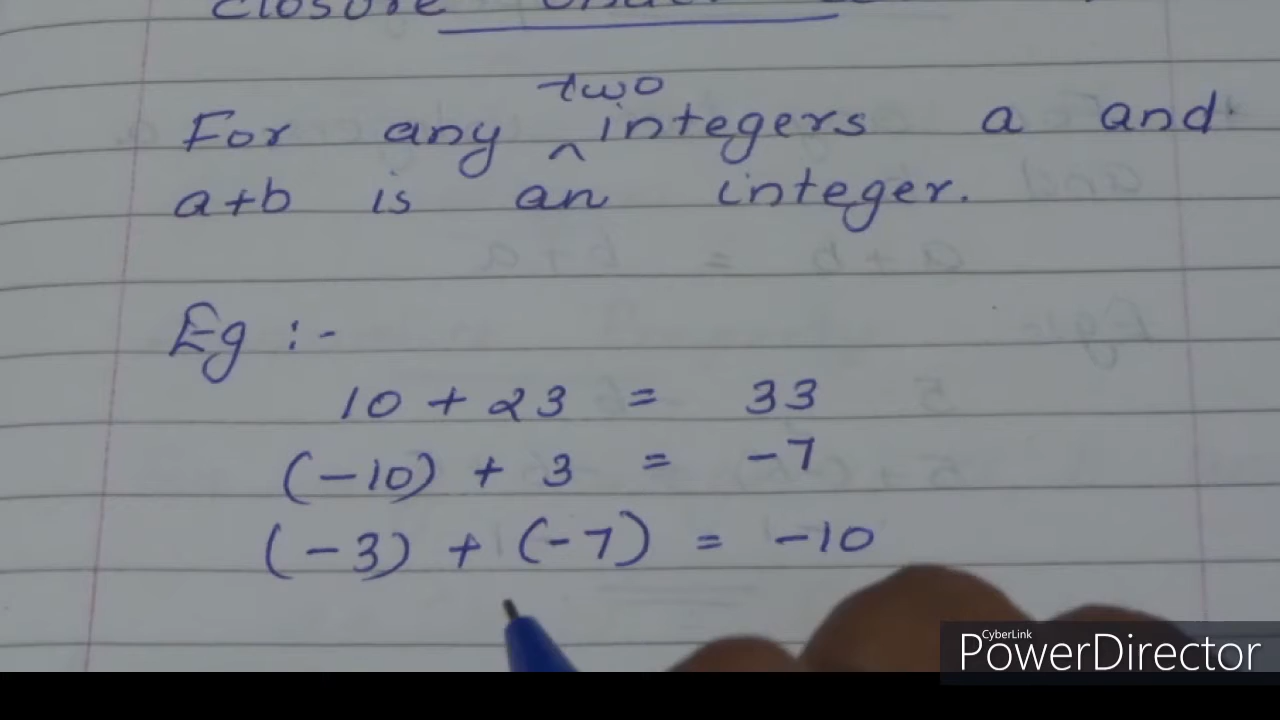 closure
two
For any ^ integers a and
a+b is an integer.
Eg :-
10 + 23 = 33
(-10) + 3 = -7
(-3) + (-7) = -10
CyberLink
PowerDirector